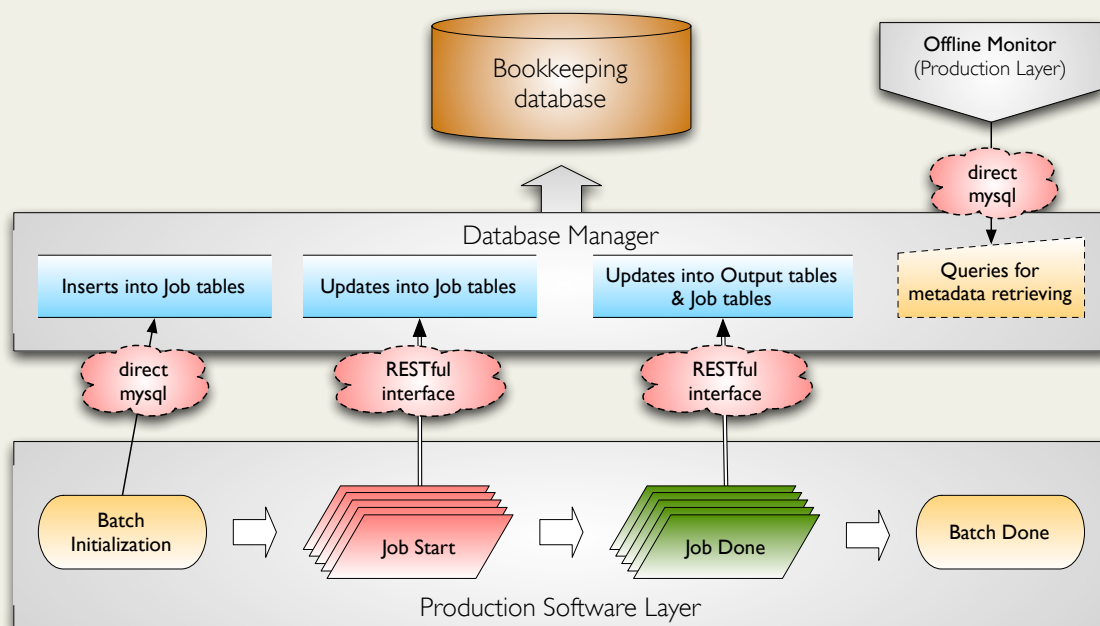 Bookkeeping
database
Offline Monitor
(Production Layer)
direct
mysql
Database Manager
Inserts into Job tables
Updates into Job tables
Updates into Output tables
& Job tables
Queries for
metadata retrieving
direct
mysql
RESTful
interface
RESTful
interface
Batch
Initialization
Job Start
Job Done
Batch Done
Production Software Layer